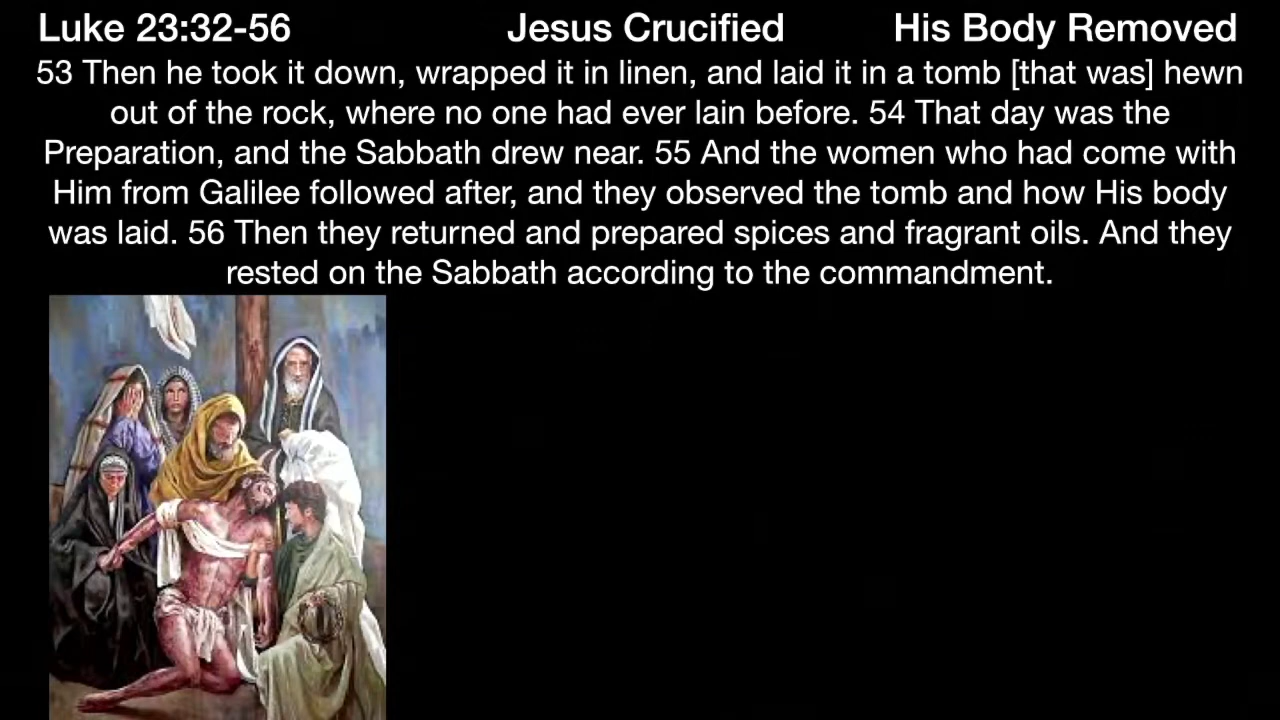 Luke 23:32-56 Jesus Crucified His Body Removed
53 Then he took it down, wrapped it in linen, and laid it in a tomb [that was] hewn
out of the rock, where no one had ever lain before. 54 That day was the
Preparation, and the Sabbath drew near. 55 And the women who had come with
Him from Galilee followed after, and they observed the tomb and how His body
was laid. 56 Then they returned and prepared spices and fragrant oils. And they
rested on the Sabbath according to the commandment.